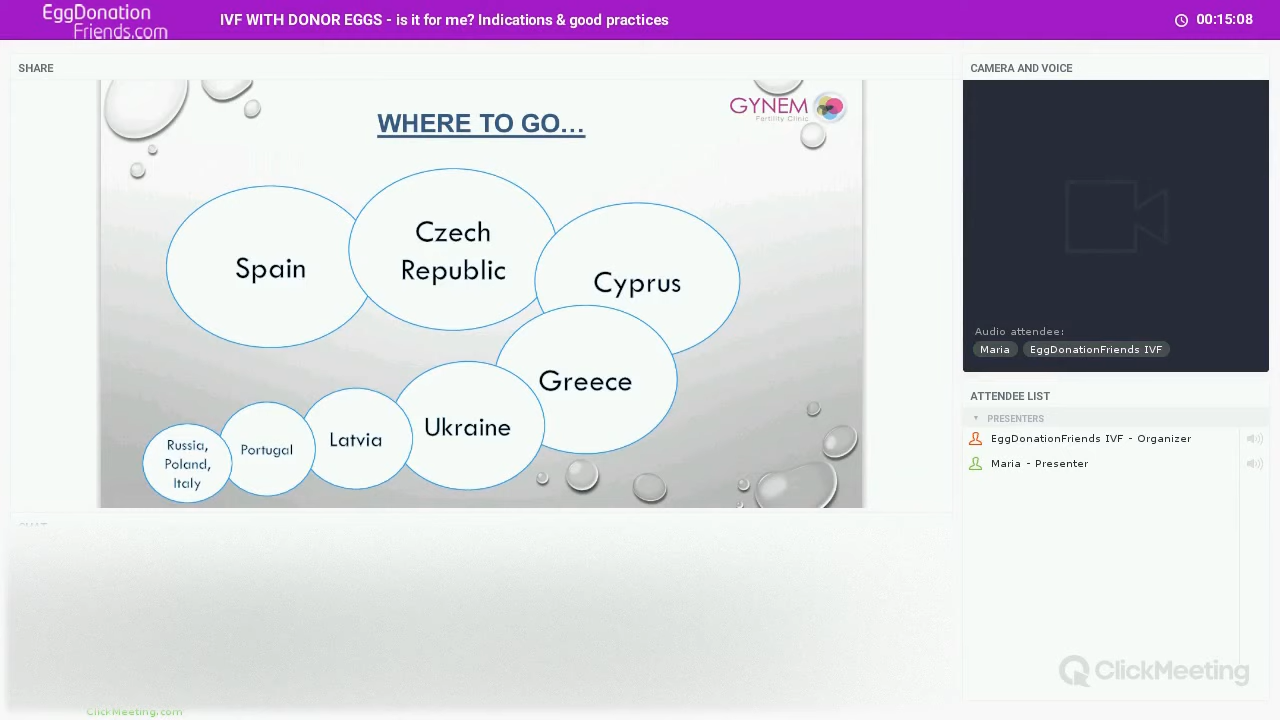 EggDonation
Friends.com
IVF WITH DONOR EGGS - is it for me? Indications & good practices
00:15:08
SHARE
CAMERA AND VOICE
GYNEM
Fertility Clinic
WHERE TO GO...
Spain
Czech
Republic
Cyprus
Greece
Ukraine
Latvia
Portugal
Russia,
Poland,
Italy
Audio attendee:
Maria
EggDonationFriends IVF
ATTENDEE LIST
PRESENTERS
EggDonationFriends IVF - Organizer
Maria - Presenter
ClickMeeting
ClickMeeting.com